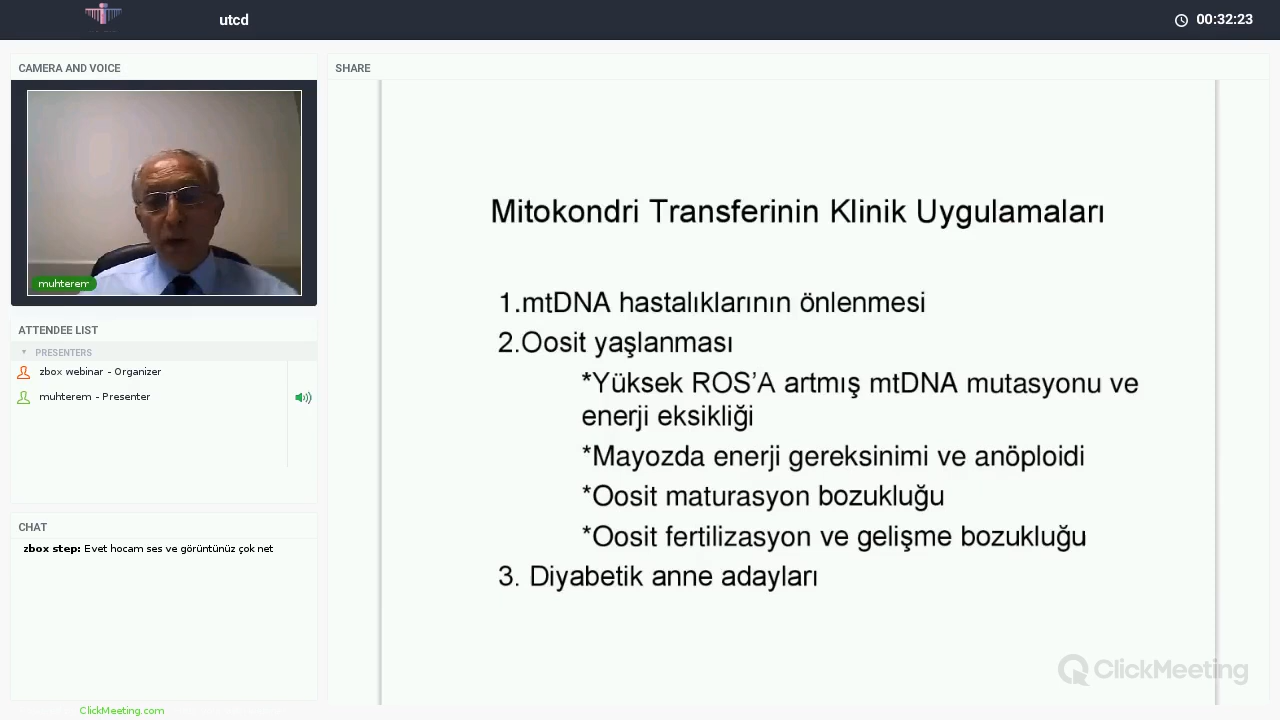 utcd
00:32:23
CAMERA AND VOICE
muhterem
ATTENDEE LIST
PRESENTERS
zbox webinar - Organizer
muhterem - Presenter
CHAT
zbox step: Evet hocam ses ve görüntünüz çok net
ClickMeeting.com
SHARE
Mitokondri Transferinin Klinik Uygulamaları
1.mtDNA hastalıklarının önlenmesi
2.Oosit yaşlanması
*Yüksek ROS'A artmış mtDNA mutasyonu ve
enerji eksikliği
*Mayozda enerji gereksinimi ve anöploidi
*Oosit maturasyon bozukluğu
*Oosit fertilizasyon ve gelişme bozukluğu
3. Diyabetik anne adayları
ClickMeeting